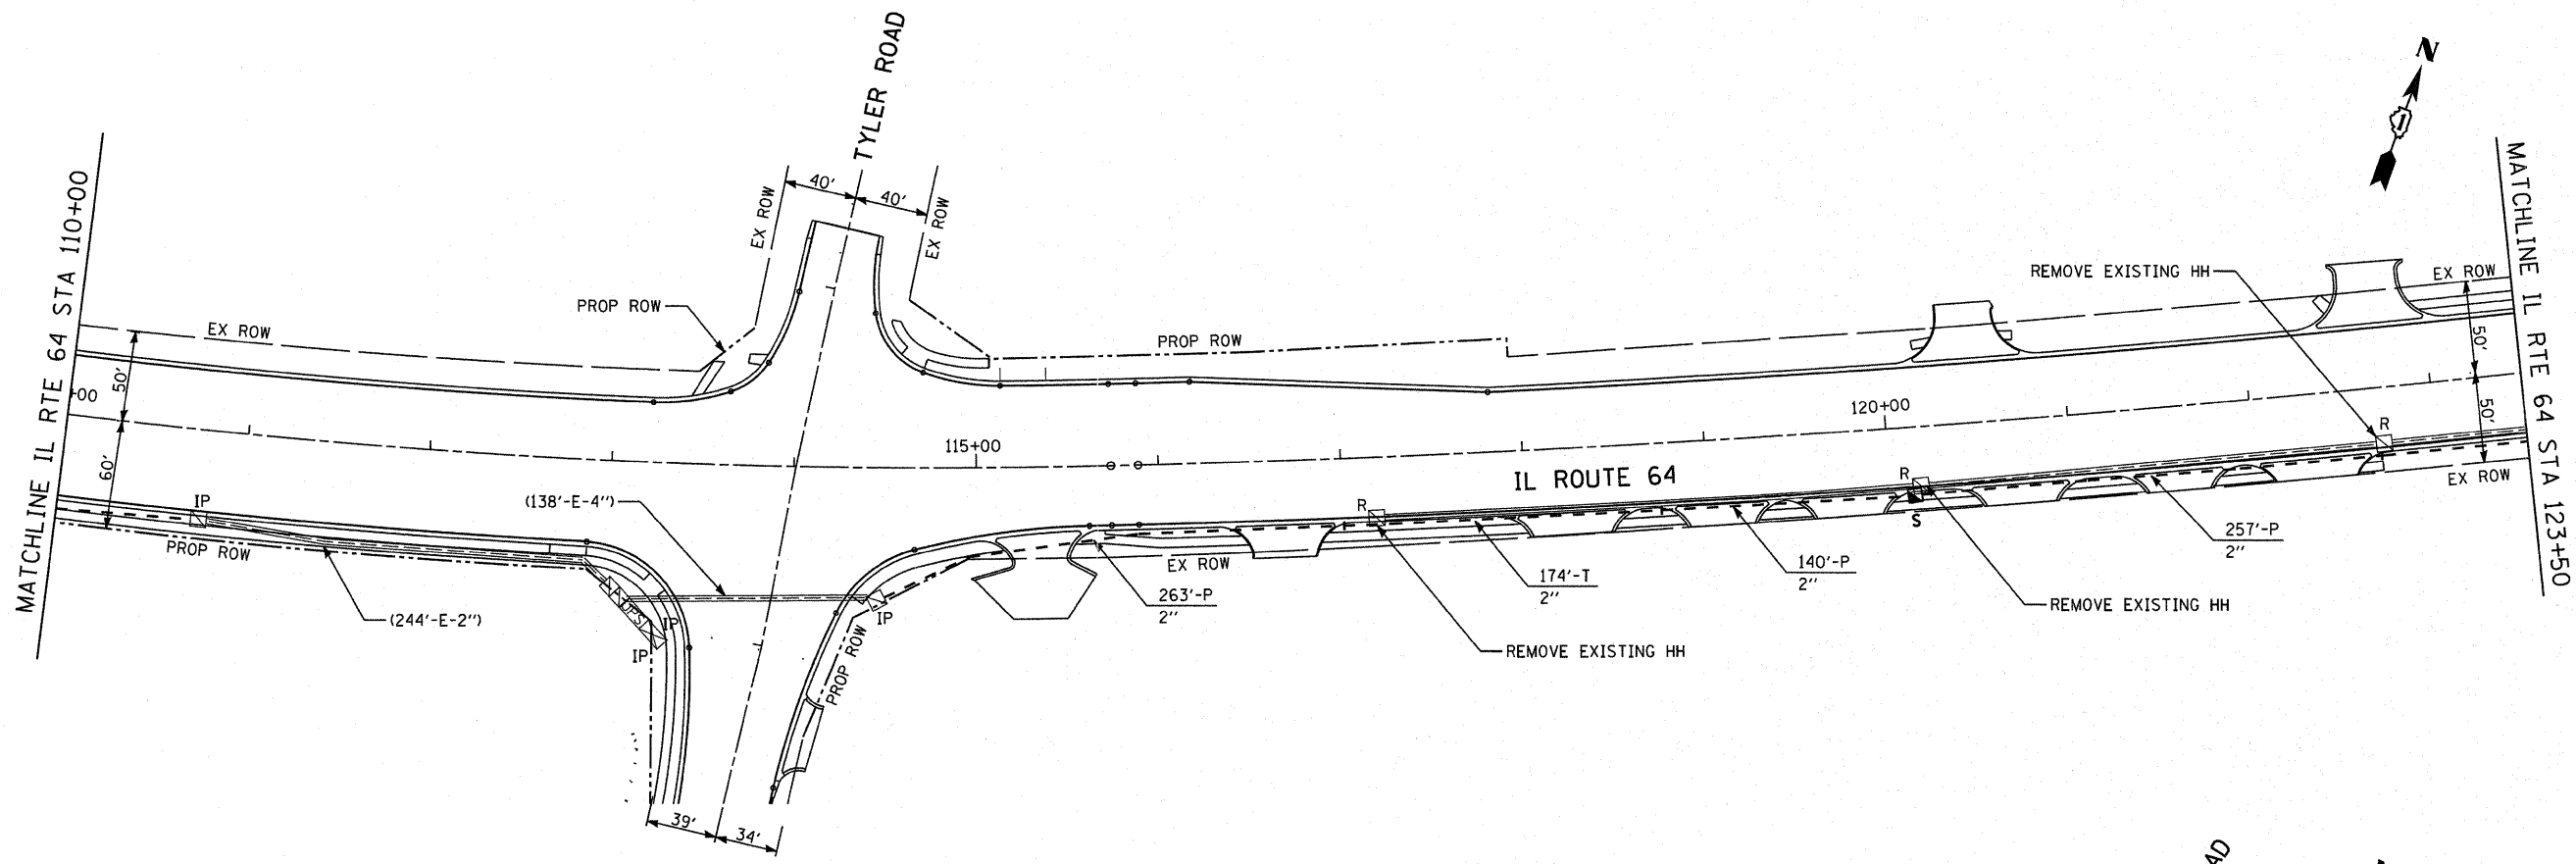 TYLER ROAD
N
1
MATCHLINE IL RTE 64 STA 110+00
MATCHLINE IL RTE 64 STA 123+50
40'
40'
EX ROW
EX ROW
REMOVE EXISTING HH
EX ROW
PROP ROW
EX ROW
PROP ROW
50'
50'
+00
120+00
50'
R
115+00
60'
IL ROUTE 64
R
EX ROW
IP
(138'-E-4")
R
S
257'-P
2"
PROP ROW
EX ROW
174'-T
2"
140'-P
2"
263'-P
2"
REMOVE EXISTING HH
(244'-E-2")
UPS
IP
IP
IP
REMOVE EXISTING HH
PROP ROW
39'
34'
AD